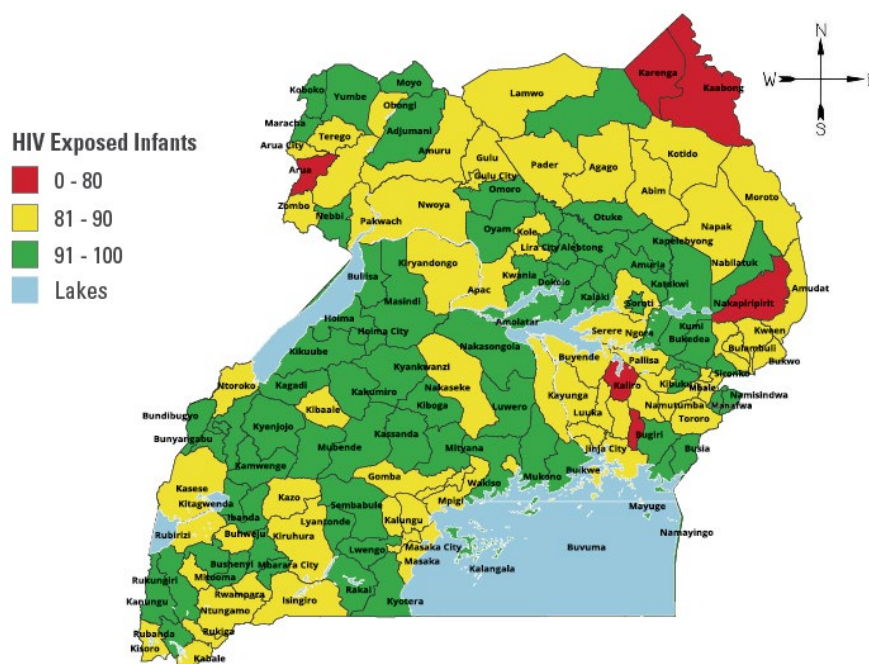 N
W
E
S
HIV Exposed Infants
0 - 80
81 - 90
91 - 100
Lakes
Karenga
Kaabong
Koboko
Yumbe
Moyo
Lamwo
Obongi
Maracha
Adjumani
Arua City
Terego
Amuru
Gulu
Kotido
Arua
Gulu City
Pader
Agago
Abim
Moroto
Omoro
Zombo
Nebbi
Nwoya
Pakwach
Otuke
Napak
Oyam
Kole
Lira City
Alebtong
Kapelebyong
Nabilatuk
Kiryandongo
Kwania
Amuria
Buliisa
Dokolo
Katakwi
Amudat
Apac
Kalaki
Soroti
Nakapiripirit
Masindi
Hoima
Amolatar
Serere
Ngora
Kumi
Kween
Hoima City
Bukedea
Bulambuli
Nakasongola
Bukwo
Kikuube
Buyende
Pallisa
Kyankwanzi
Sironko
Ntoroko
Kagadi
Nakaseke
Kaliro
Kibuku
Mbale
Kakumiro
Kayunga
Namisindwa
Kibaale
Kiboga
Luwero
Namutumba
Manafwa
Bundibugyo
Luuka
Kyenjojo
Kassanda
Tororo
Bunyangabu
Mubende
Mityana
Bugiri
Jinja City
Busia
Kamwenge
Buikwe
Gomba
Wakiso
Mukono
Kasese
Kazo
Mpigi
Kitagwenda
Sembabule
Mayuge
Ibanda
Lyantonde
Kalungu
Rubirizi
Buhweju
Kiruhura
Namayingo
Lwengo
Masaka City
Buvuma
Bushenyi
Mbarara City
Masaka
Kalangala
Rukungiri
Mitooma
Kanungu
Rwampara
Rakai
Isingiro
Kyotera
Ntungamo
Rubanda
Rukiga
Kisoro
Kabale